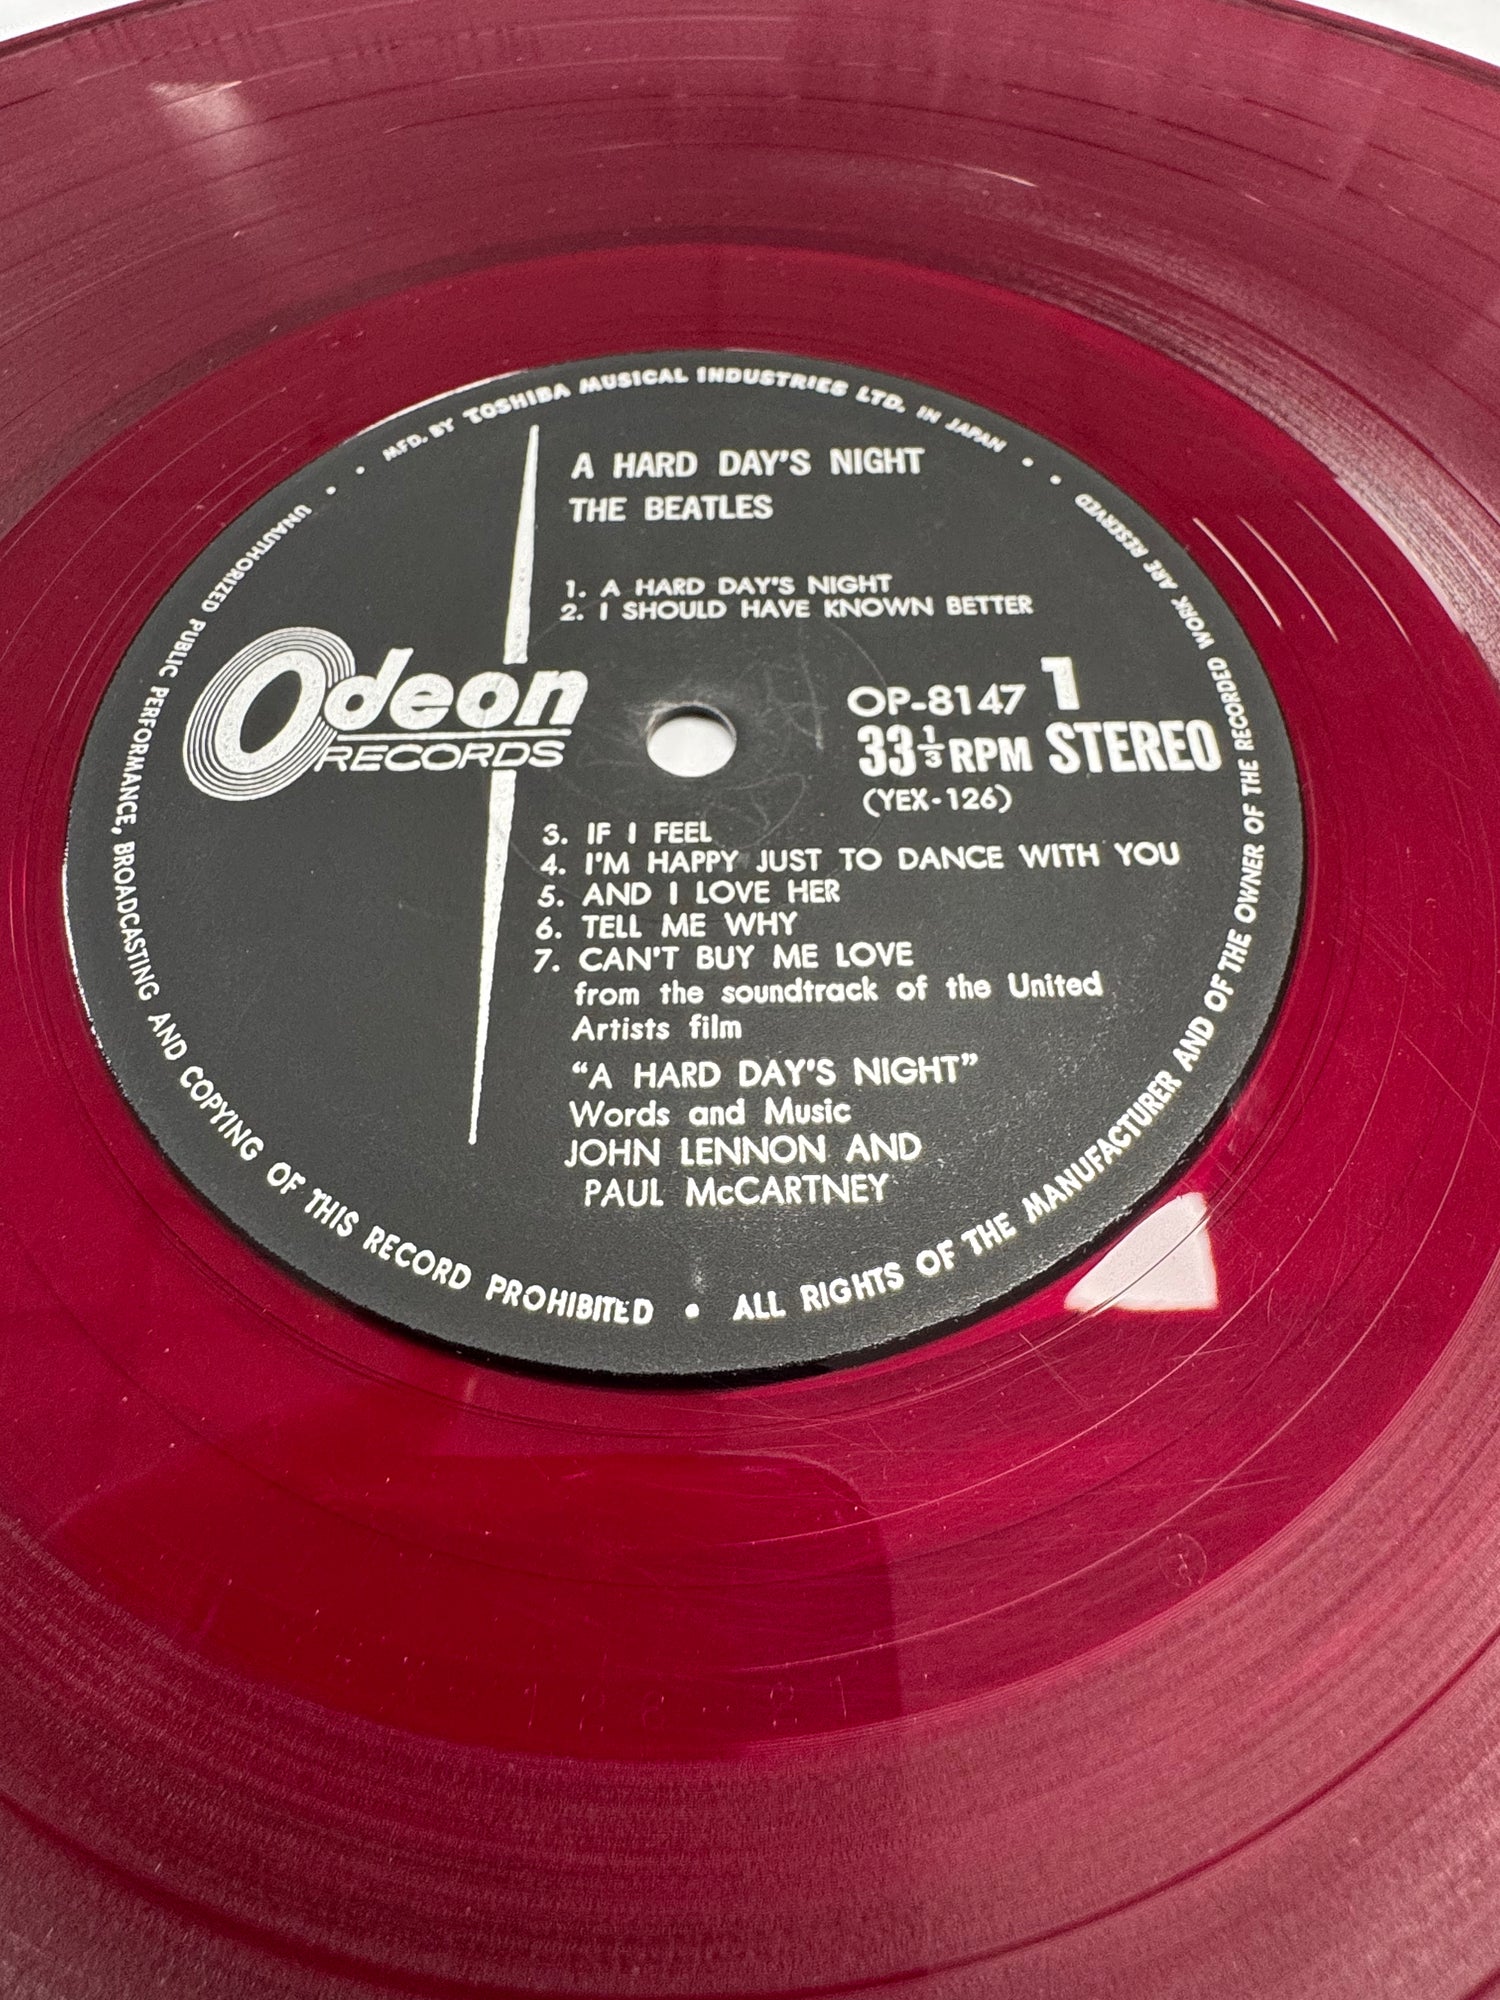 MFD. BY TOSHIBA MUSICAL INDUSTRIES LTD. IN JAPAN
A HARD DAY'S NIGHT
THE BEATLES
1. A HARD DAY'S NIGHT
2. I SHOULD HAVE KNOWN BETTER
Odeon
RECORDS
OP-8147 1
33 1/3 RPM STEREO
(YEX-126)
3. IF I FEEL
4. I'M HAPPY JUST TO DANCE WITH YOU
5. AND I LOVE HER
6. TELL ME WHY
7. CAN'T BUY ME LOVE
from the soundtrack of the United
Artists film
"A HARD DAY'S NIGHT"
Words and Music
JOHN LENNON AND
PAUL McCARTNEY
UNAUTHORIZED PUBLIC PERFORMANCE, BROADCASTING AND COPYING OF THIS RECORD PROHIBITED • ALL RIGHTS OF THE MANUFACTURER AND OF THE OWNER OF THE RECORDED WORK ARE RESERVED